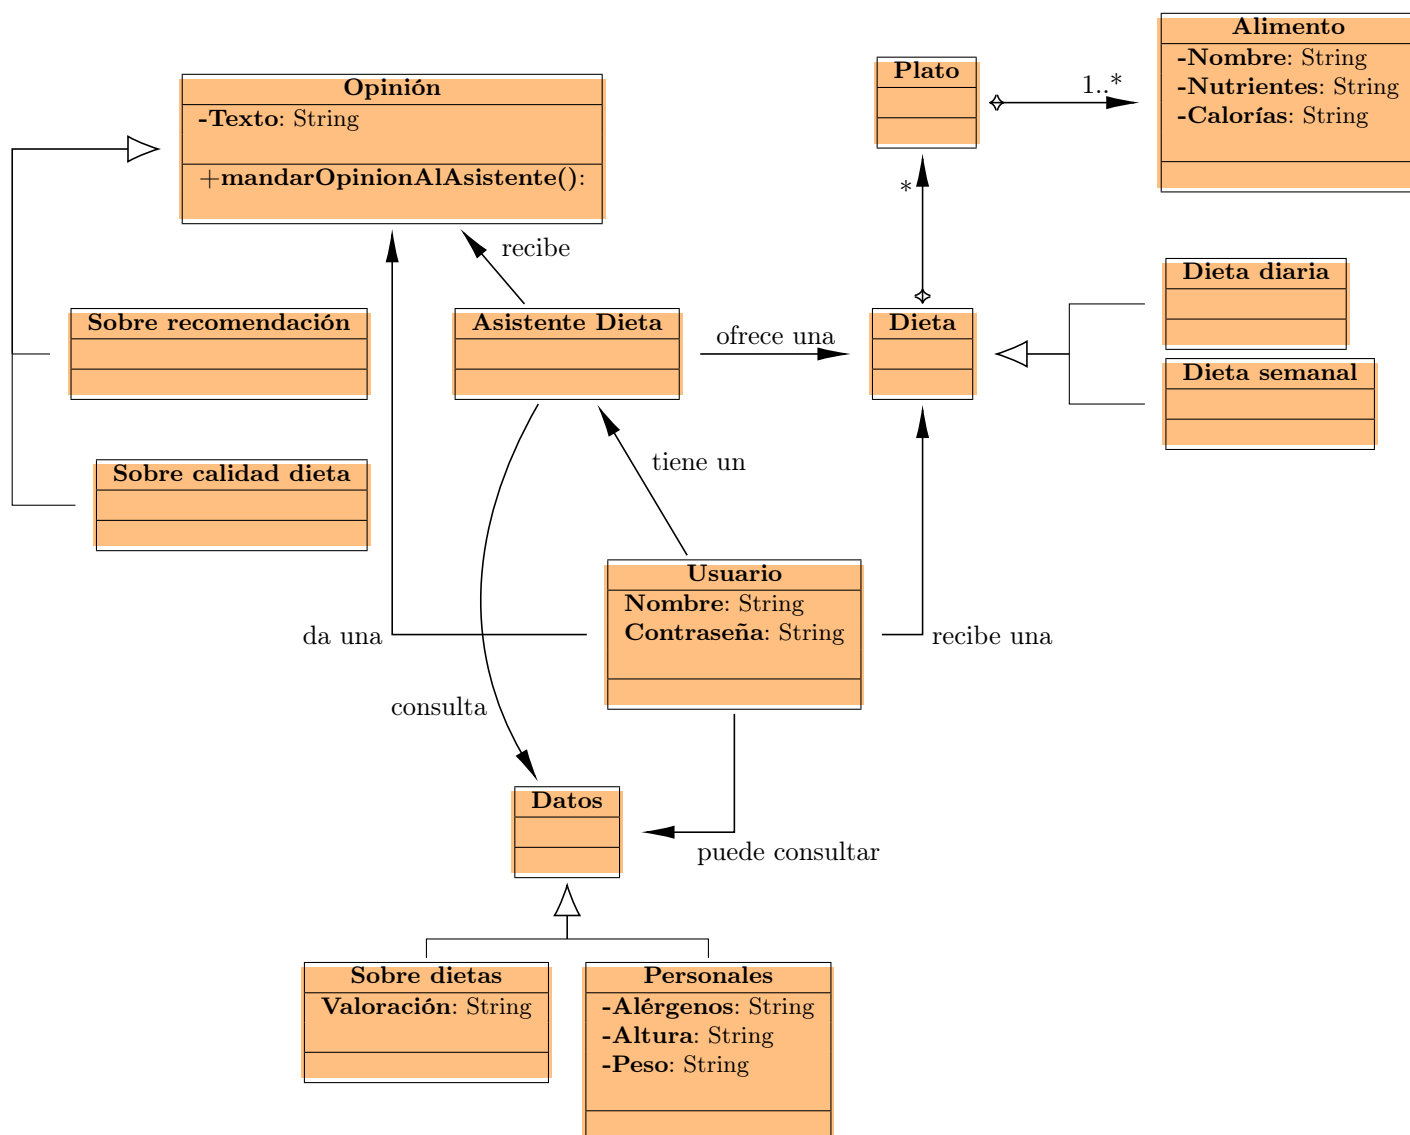 Alimento
-Nombre: String
-Nutrientes: String
-Calorías: String
Plato
1..*
*
Opinión
-Texto: String
+mandarOpinionAlAsistente():
recibe
Sobre recomendación
Asistente Dieta
ofrece una
Dieta
Dieta diaria
Dieta semanal
Sobre calidad dieta
tiene un
Usuario
Nombre: String
Contraseña: String
da una
recibe una
consulta
Datos
puede consultar
Sobre dietas
Valoración: String
Personales
-Alérgenos: String
-Altura: String
-Peso: String